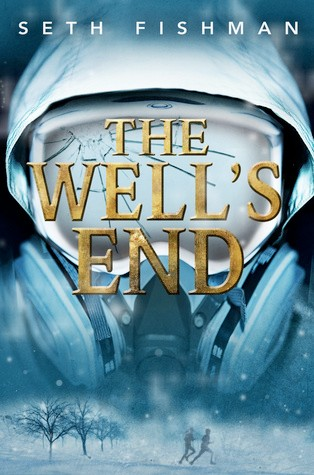 SETH FISHMAN
THE
WELL'S
END